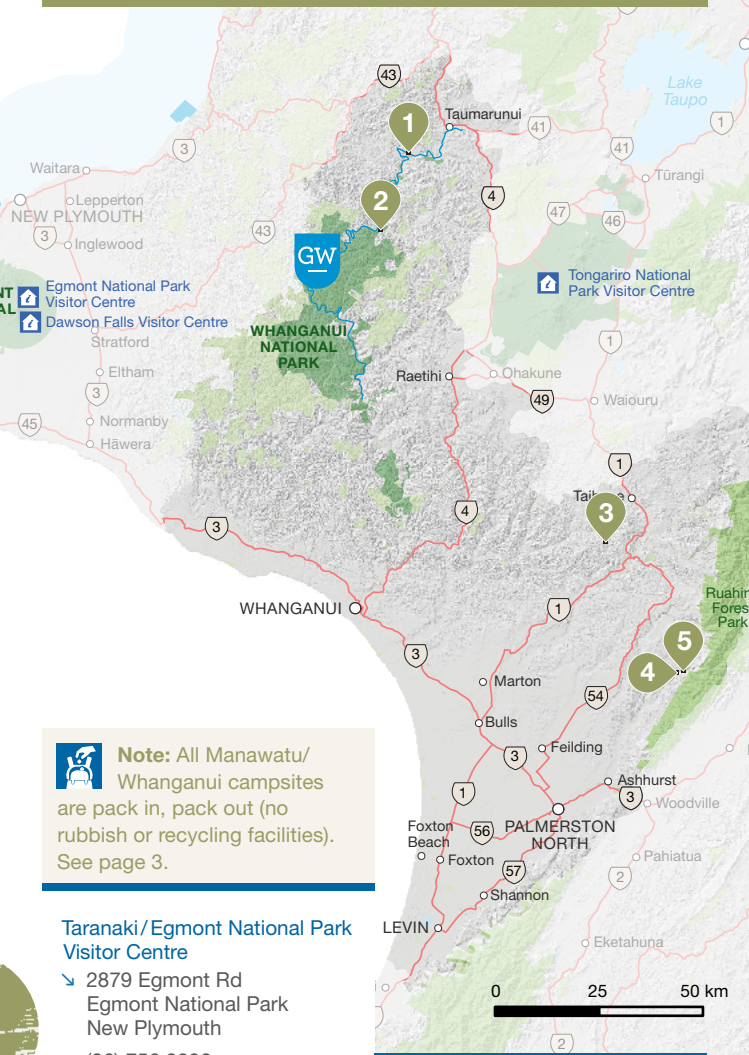 43
Lake
Taupo
1
Taumarunui
41
1
3
41
Waitara
Tūrangi
2
4
Lepperton
NEW PLYMOUTH
47
46
3
43
Inglewood
GW
Egmont National Park
Visitor Centre
Tongariro National
Park Visitor Centre
Dawson Falls Visitor Centre
WHANGANUI
NATIONAL
PARK
Stratford
1
Eltham
Raetihi
Ohakune
3
49
Waiouru
45
Normanby
Hāwera
1
3
4
3
WHANGANUI
1
Park
5
3
4
Marton
54
Bulls
Note: All Manawatu/
Whanganui campsites
are pack in, pack out (no
rubbish or recycling facilities).
See page 3.
3
Feilding
1
Ashhurst
3
Woodville
Foxton
Beach
56
PALMERSTON
NORTH
Foxton
57
Pahiatua
2
Shannon
LEVIN
Eketahuna
Taranaki/Egmont National Park
Visitor Centre
2879 Egmont Rd
Egmont National Park
New Plymouth
0 25 50 km
2